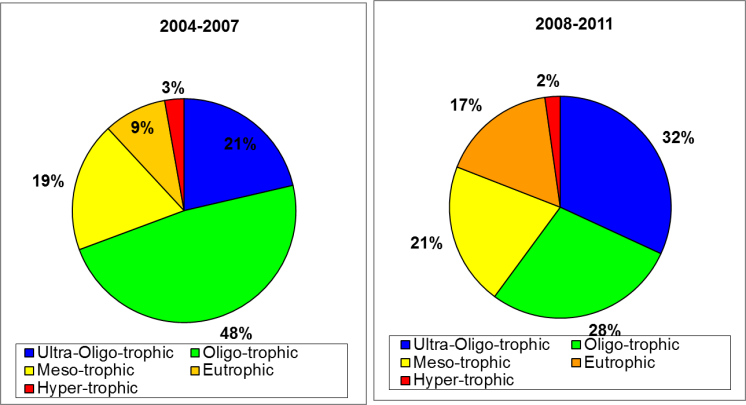 2004-2007
3%
9%
21%
19%
48%
Ultra-Oligo-trophic Oligo-trophic
Meso-trophic Eutrophic
Hyper-trophic
2008-2011
2%
17%
32%
21%
28%
Ultra-Oligo-trophic Oligo-trophic
Meso-trophic Eutrophic
Hyper-trophic